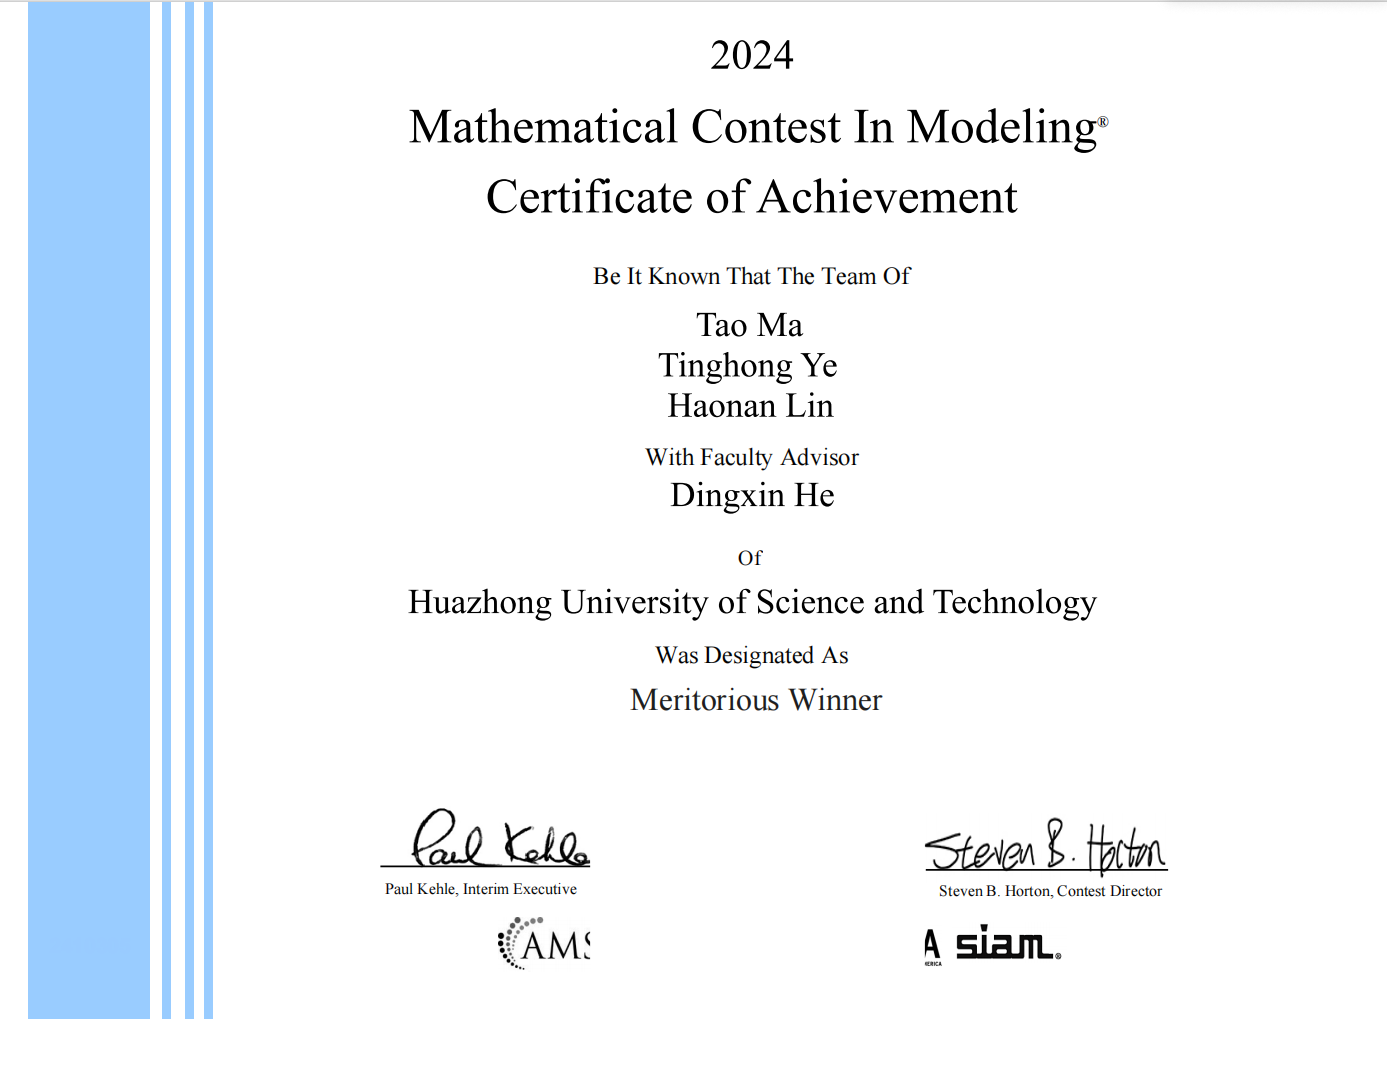 2024
Mathematical Contest In Modeling®
Certificate of Achievement
Be It Known That The Team Of
Tao Ma
Tinghong Ye
Haonan Lin
With Faculty Advisor
Dingxin He
Of
Huazhong University of Science and Technology
Was Designated As
Meritorious Winner
Paul Kehle
Steven B. Horton
Paul Kehle, Interim Executive
Steven B. Horton, Contest Director
AMS
A siam®
ERICA